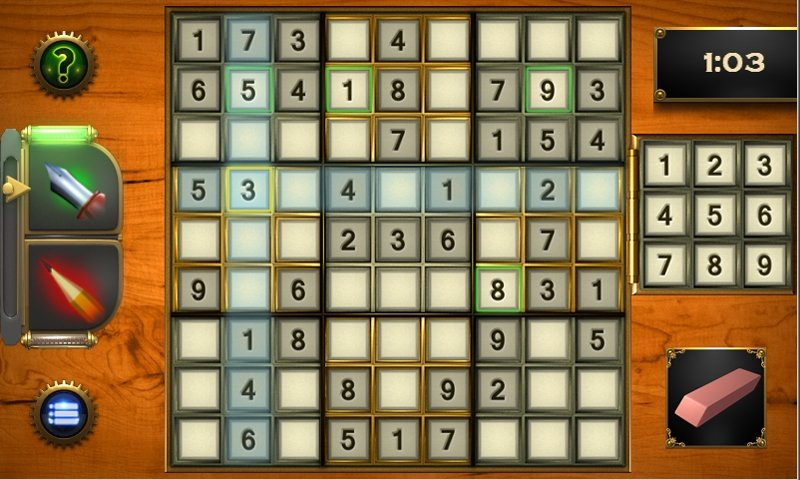 1 7 3 4
1:03
6 5 4 1 8 7 9 3
7 1 5 4
1 2 3
5 3 4 1 2
4 5 6
2 3 6 7
7 8 9
9 6 8 3 1
1 8 9 5
4 8 9 2
6 5 1 7
?